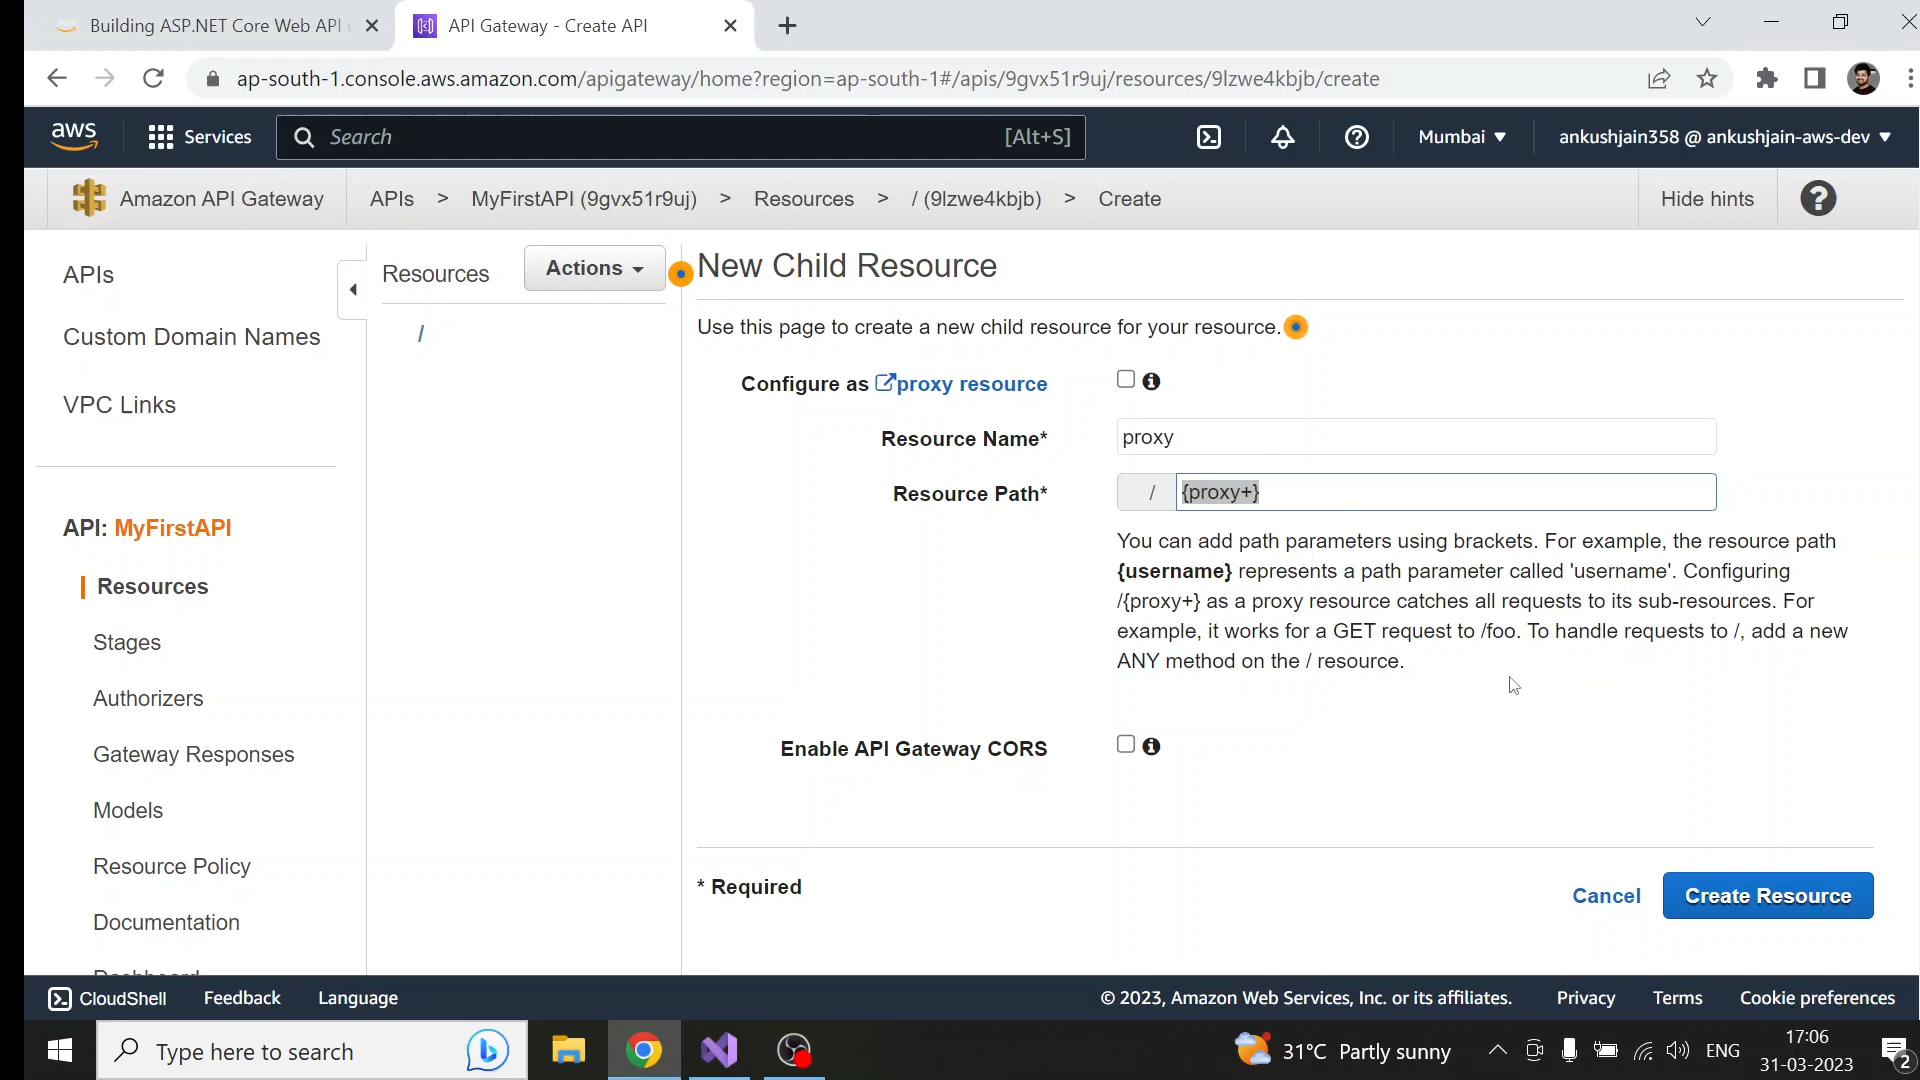 Building ASP.NET Core Web API
API Gateway - Create API
ap-south-1.console.aws.amazon.com/apigateway/home?region=ap-south-1#/apis/9gvx51r9uj/resources/9lzwe4kbjb/create
aws
Services
Search
[Alt+S]
Mumbai
ankushjain358 @ ankushjain-aws-dev
Amazon API Gateway
APIs > MyFirstAPI (9gvx51r9uj) > Resources > / (9lzwe4kbjb) > Create
Hide hints
APIs
Custom Domain Names
VPC Links
API: MyFirstAPI
Resources
Stages
Authorizers
Gateway Responses
Models
Resource Policy
Documentation
Dashboard
Resources
Actions
/
New Child Resource
Use this page to create a new child resource for your resource.
Configure as proxy resource
Resource Name*
proxy
Resource Path*
/ {proxy+}
You can add path parameters using brackets. For example, the resource path
{username} represents a path parameter called 'username'. Configuring
/{proxy+} as a proxy resource catches all requests to its sub-resources. For
example, it works for a GET request to /foo. To handle requests to /, add a new
ANY method on the / resource.
Enable API Gateway CORS
* Required
Cancel
Create Resource
CloudShell
Feedback
Language
© 2023, Amazon Web Services, Inc. or its affiliates.
Privacy
Terms
Cookie preferences
Type here to search
31°C Partly sunny
ENG
17:06
31-03-2023
2